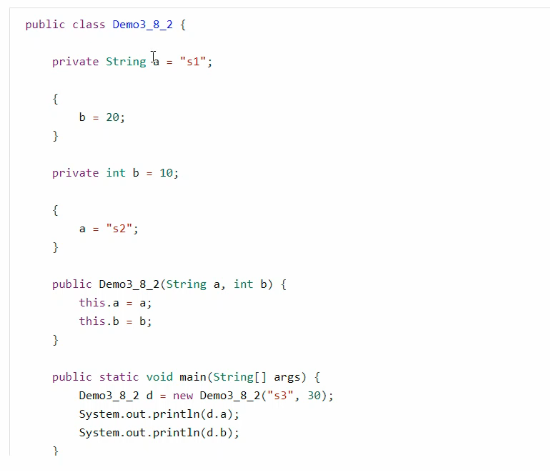 public class Demo3_8_2 {
private String a = "s1";
{
b = 20;
}
private int b = 10;
{
a = "s2";
}
public Demo3_8_2(String a, int b) {
this.a = a;
this.b = b;
}
public static void main(String[] args) {
Demo3_8_2 d = new Demo3_8_2("s3", 30);
System.out.println(d.a);
System.out.println(d.b);
}